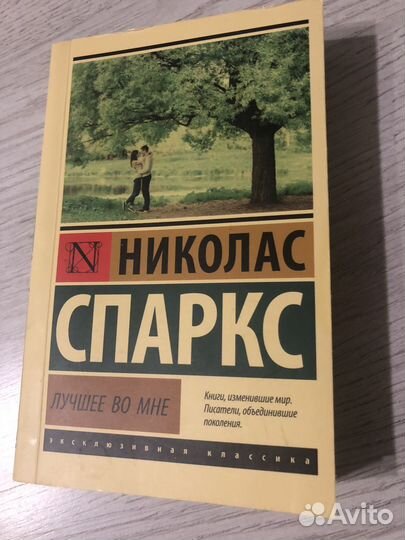 N
НИКОЛАС
СПАРКС
ЛУЧШЕЕ ВО МНЕ
Книги, изменившие мир.
Писатели, объединившие
поколения.
эксклюзивная классика
Avito